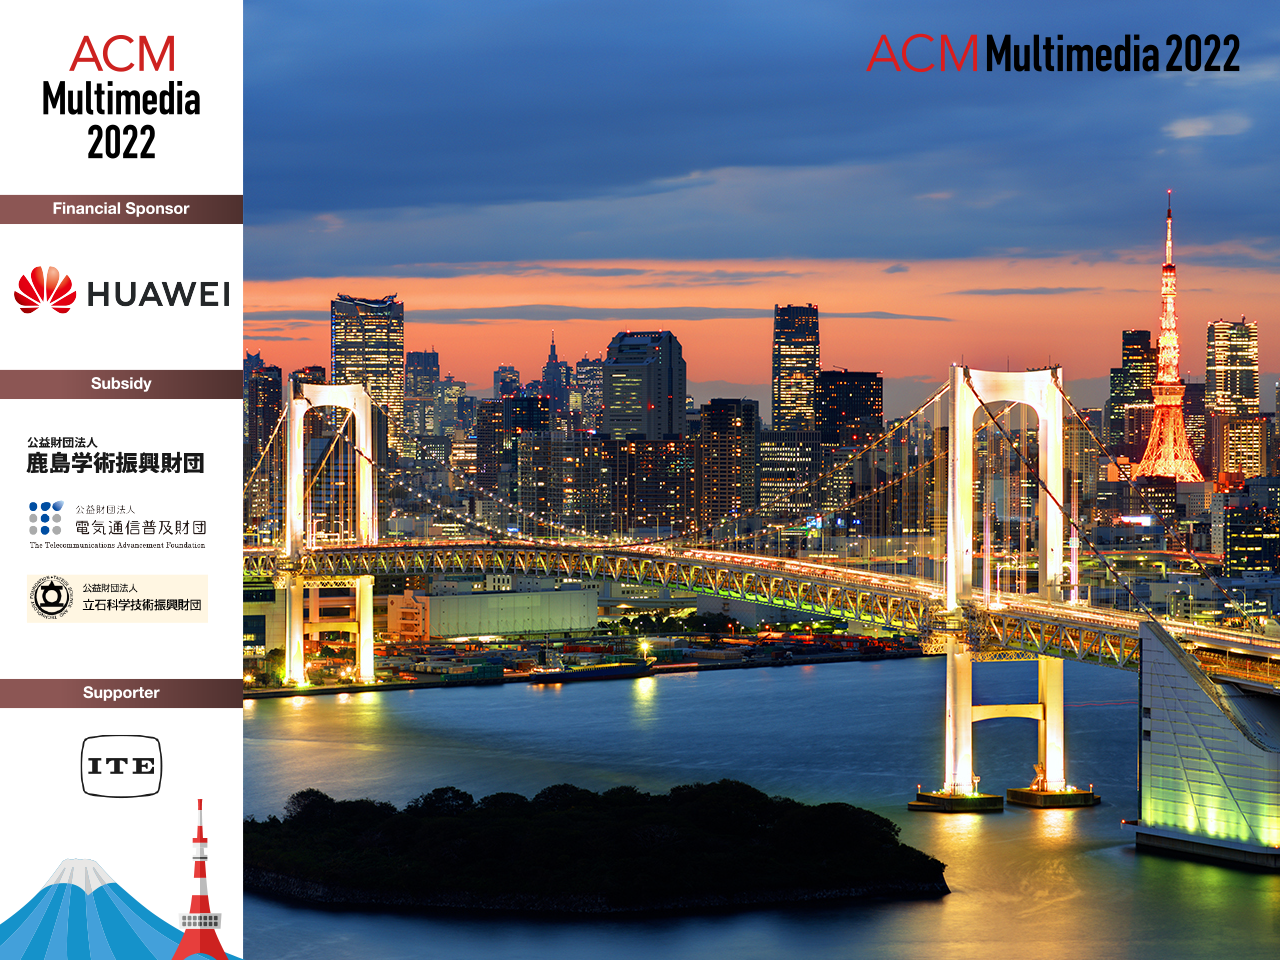 ACM
Multimedia
2022
Financial Sponsor
HUAWEI
Subsidy
公益財団法人
鹿島学術振興財団
公益財団法人
電気通信普及財団
The Telecommunications Advancement Foundation
公益財団法人
立石科学技術振興財団
Supporter
ITE
ACM Multimedia 2022